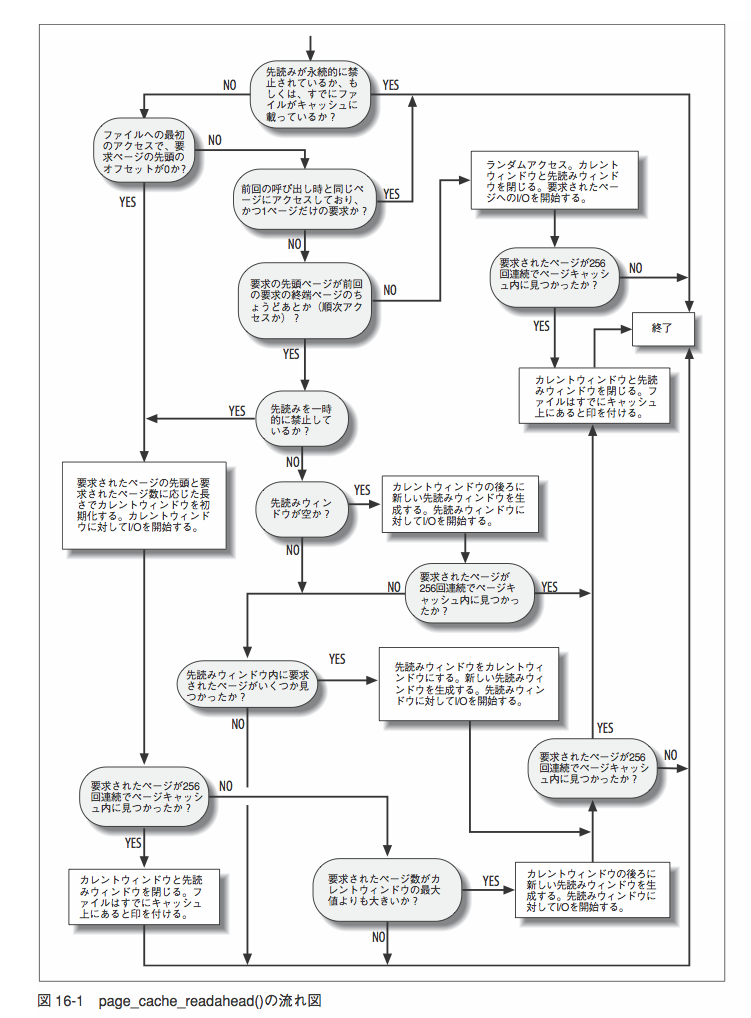 先読みが永続的に禁
止されているか、も
しくは、すでにファ
イルがキャッシュに
載っているか？
NO
YES
ファイルへの最初
のアクセスで、要
求ページの先頭の
オフセットが0か？
NO
YES
前回の呼び出し時と同じペ
ージにアクセスしており、
かつ1ページだけの要求か？
YES
NO
ランダムアクセス。カレント
ウィンドウと先読みウィンド
ウを閉じる。要求されたペー
ジへのI/Oを開始する。
要求の先頭ページが前回
の要求の終端ページのち
ょうどあとか（順次アク
セスか）？
NO
YES
要求されたページが256
回連続でページキャッシ
ュ内に見つかったか？
NO
YES
終了
カレントウィンドウと先読
みウィンドウを閉じる。フ
ァイルはすでにキャッシュ
上にあると印を付ける。
先読みを一時
的に禁止して
いるか？
YES
NO
要求されたページの先頭と要
求されたページ数に応じた長
さでカレントウィンドウを初
期化する。カレントウィンド
ウに対してI/Oを開始する。
先読みウィン
ドウが空か？
YES
NO
カレントウィンドウの後ろに
新しい先読みウィンドウを生
成する。先読みウィンドウに
対してI/Oを開始する。
要求されたページが
256回連続でページキ
ャッシュ内に見つかっ
たか？
NO
YES
先読みウィンドウ内に要求
されたページがいくつか見
つかったか？
YES
NO
先読みウィンドウをカレントウィ
ンドウにする。新しい先読みウィ
ンドウを生成する。先読みウィン
ドウに対してI/Oを開始する。
要求されたページが256
回連続でページキャッシ
ュ内に見つかったか？
YES
NO
要求されたページが256
回連続でページキャッシ
ュ内に見つかったか？
NO
YES
カレントウィンドウと先読
みウィンドウを閉じる。フ
ァイルはすでにキャッシュ
上にあると印を付ける。
要求されたページ数がカ
レントウィンドウの最大
値よりも大きいか？
YES
NO
カレントウィンドウの後ろに
新しい先読みウィンドウを生
成する。先読みウィンドウに
対してI/Oを開始する。
図 16-1 page_cache_readahead()の流れ図